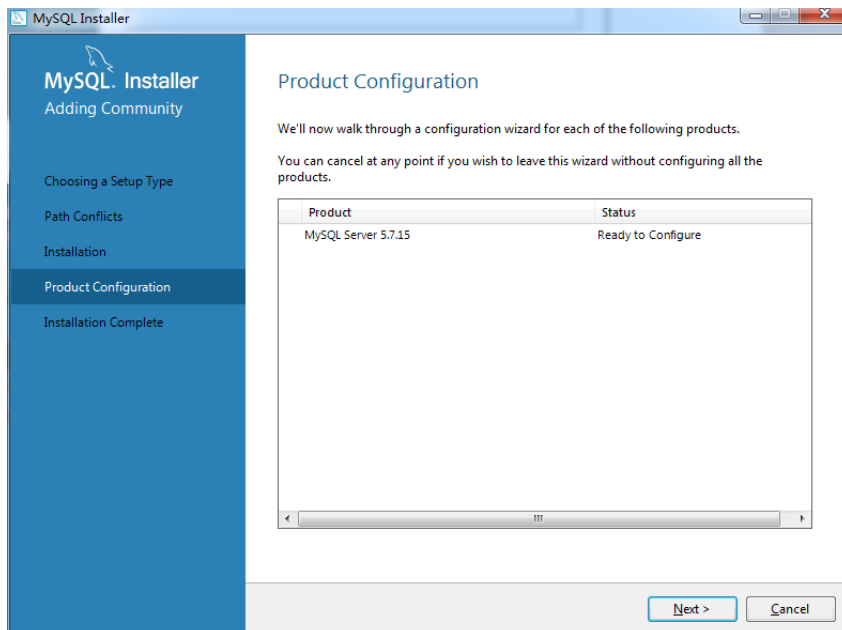 MySQL Installer
MySQL. Installer
Adding Community
Choosing a Setup Type
Path Conflicts
Installation
Product Configuration
Installation Complete
Product Configuration
We'll now walk through a configuration wizard for each of the following products.
You can cancel at any point if you wish to leave this wizard without configuring all the
products.
Product Status
MySQL Server 5.7.15 Ready to Configure
Next > Cancel